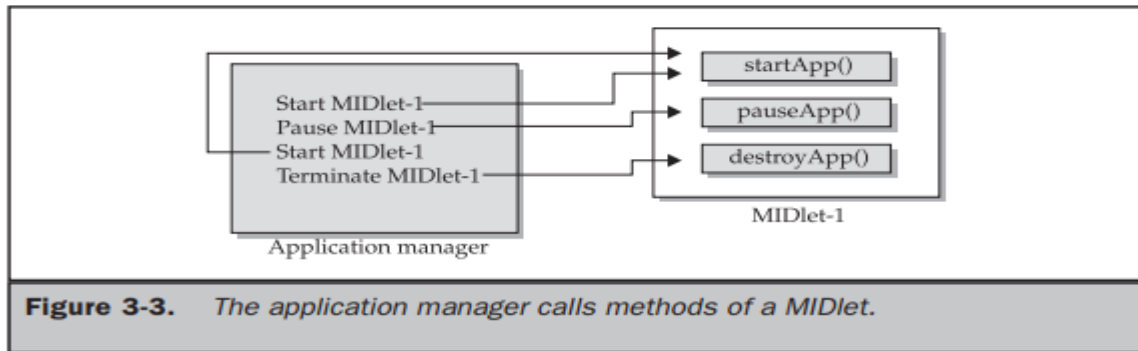 Start MIDlet-1
Pause MIDlet-1
Start MIDlet-1
Terminate MIDlet-1
Application manager
startApp()
pauseApp()
destroyApp()
MIDlet-1
Figure 3-3. The application manager calls methods of a MIDlet.